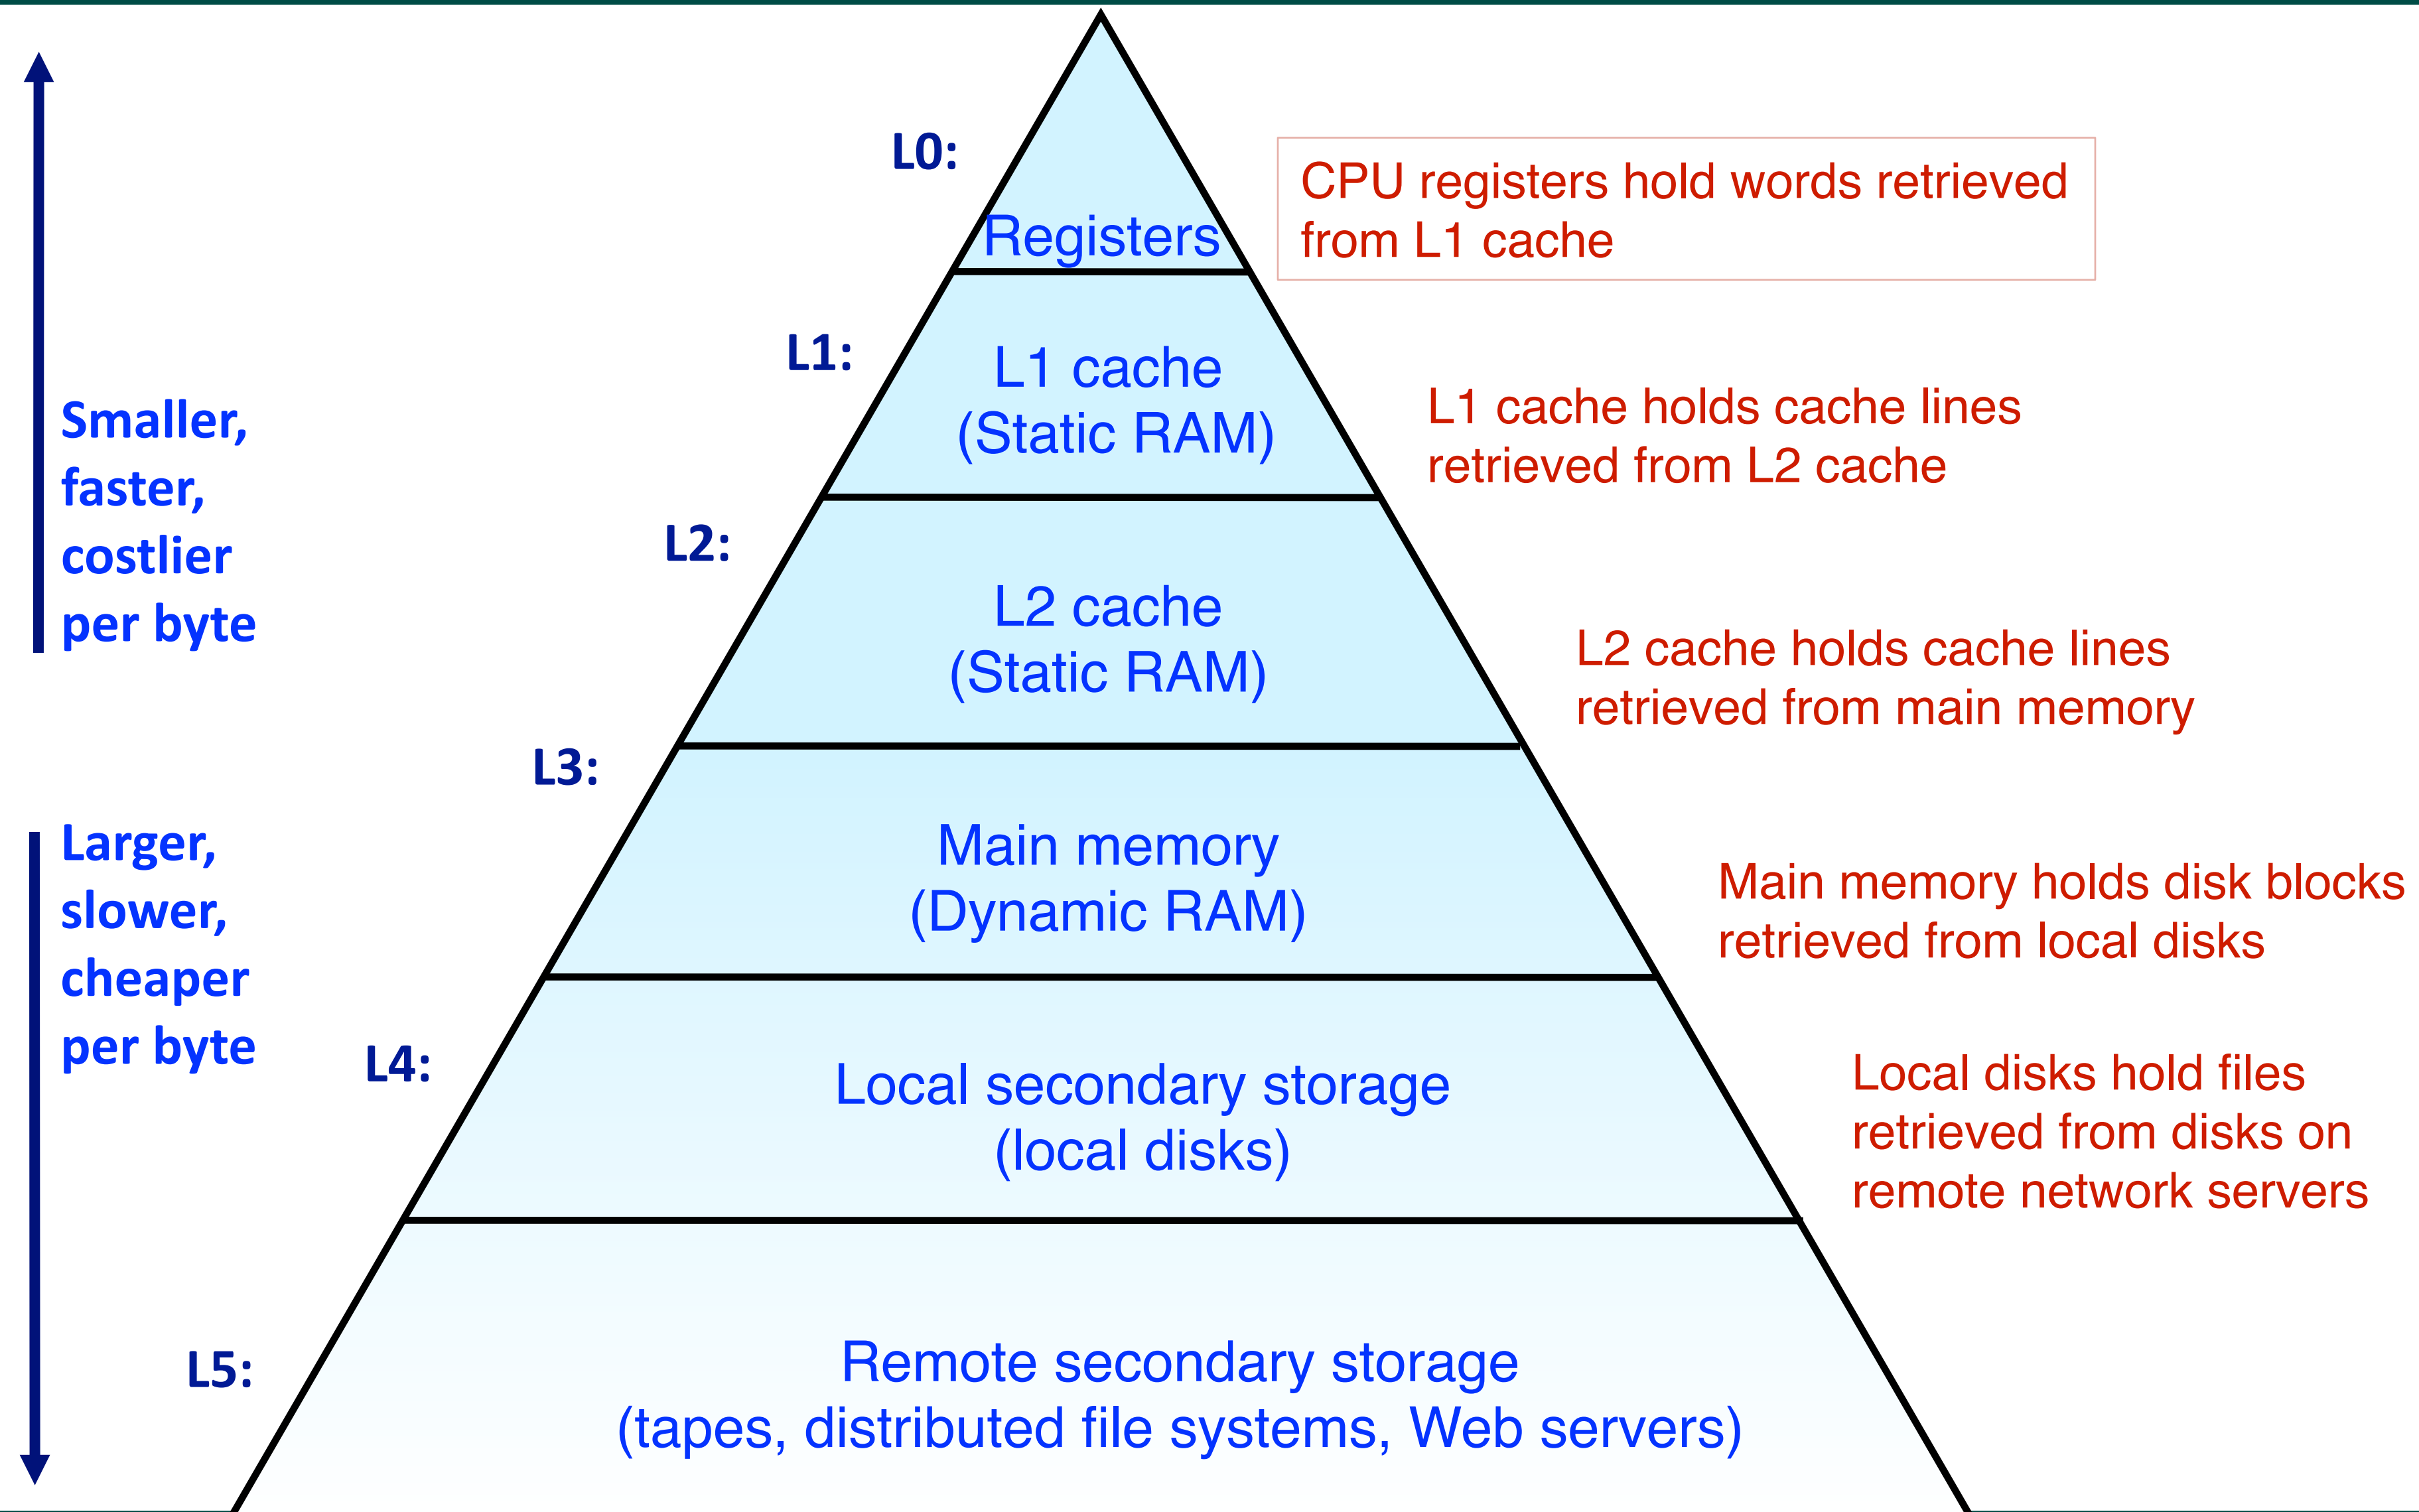 L0:
Registers
CPU registers hold words retrieved
from L1 cache
L1:
L1 cache
(Static RAM)
L1 cache holds cache lines
retrieved from L2 cache
Smaller,
faster,
costlier
per byte
L2:
L2 cache
(Static RAM)
L2 cache holds cache lines
retrieved from main memory
L3:
Main memory
(Dynamic RAM)
Main memory holds disk blocks
retrieved from local disks
Larger,
slower,
cheaper
per byte
L4:
Local secondary storage
(local disks)
Local disks hold files
retrieved from disks on
remote network servers
L5:
Remote secondary storage
(tapes, distributed file systems, Web servers)